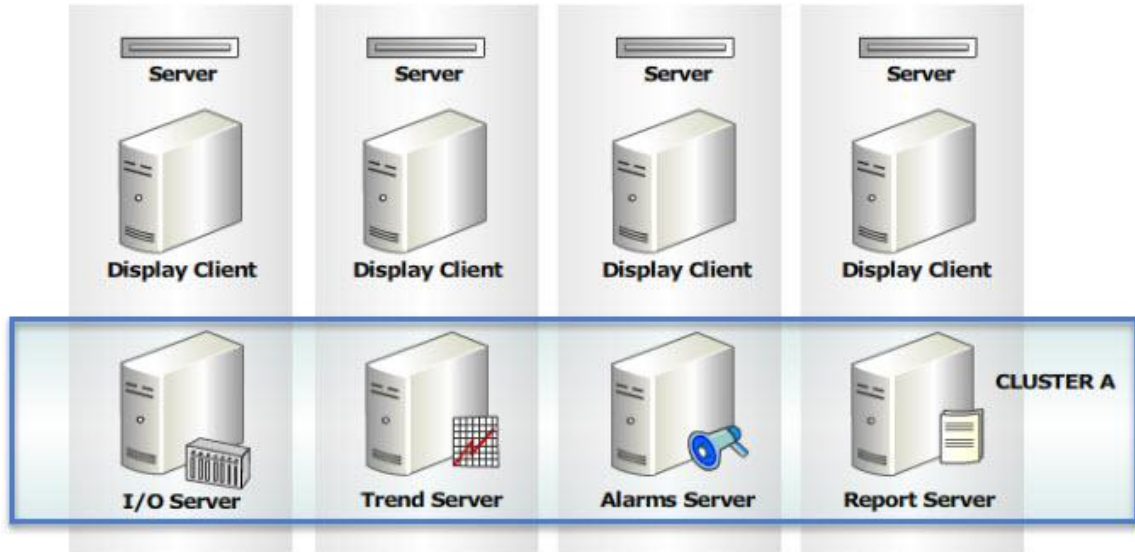 Server Server Server Server
Display Client Display Client Display Client Display Client
CLUSTER A
I/O Server Trend Server Alarms Server Report Server